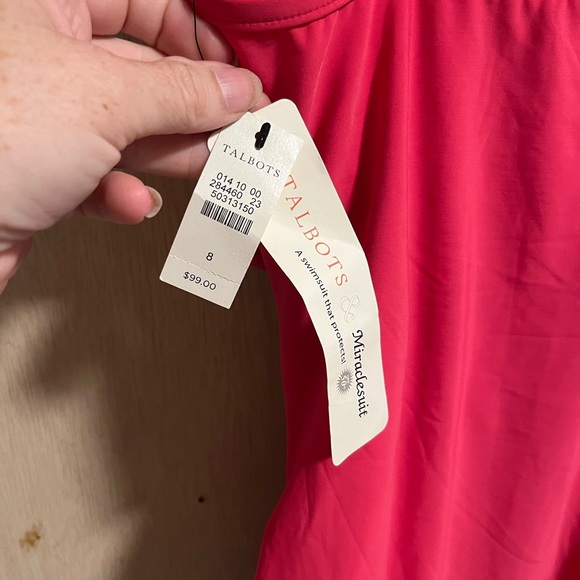 TALBOTS
014 10 00
284460 23
50313150
8
$99.00
TALBOTS & Miraclesuit
A swimsuit that protects!